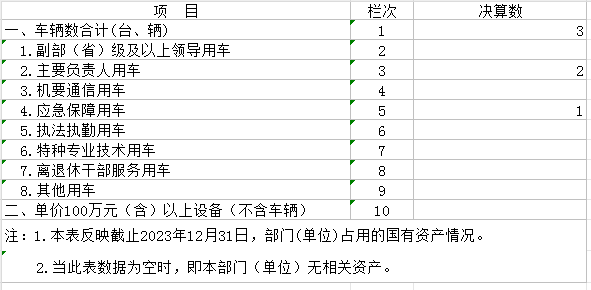 项  目 栏次 决算数
一、车辆数合计(台、辆) 1 3
1.副部（省）级及以上领导用车 2
2.主要负责人用车 3 2
3.机要通信用车 4
4.应急保障用车 5 1
5.执法执勤用车 6
6.特种专业技术用车 7
7.离退休干部服务用车 8
8.其他用车 9
二、单价100万元（含）以上设备（不含车辆） 10
注：1.本表反映截止2023年12月31日，部门(单位)占用的国有资产情况。
2.当此表数据为空时，即本部门（单位）无相关资产。